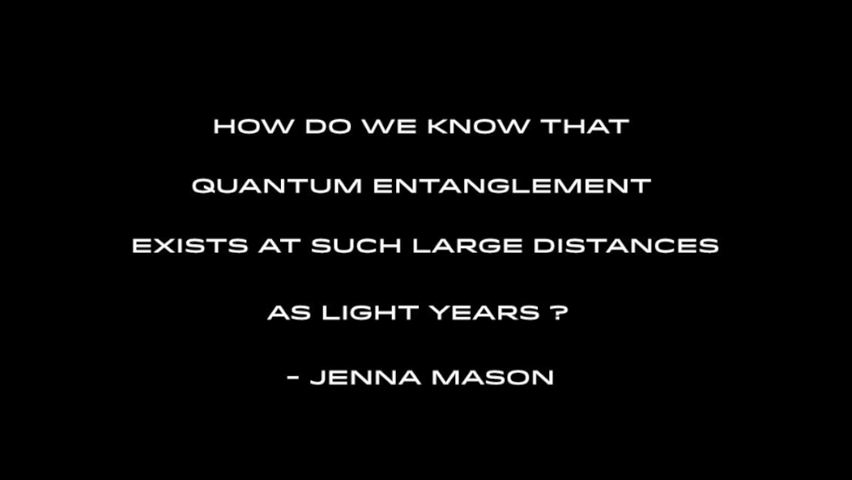 HOW DO WE KNOW THAT
QUANTUM ENTANGLEMENT
EXISTS AT SUCH LARGE DISTANCES
AS LIGHT YEARS ?
- JENNA MASON